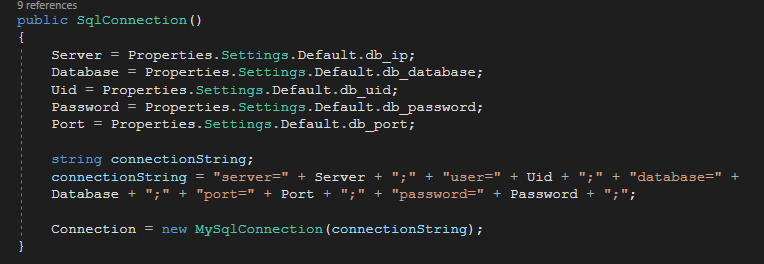 9 references
public SqlConnection()
{
Server = Properties.Settings.Default.db_ip;
Database = Properties.Settings.Default.db_database;
Uid = Properties.Settings.Default.db_uid;
Password = Properties.Settings.Default.db_password;
Port = Properties.Settings.Default.db_port;
string connectionString;
connectionString = "server=" + Server + ";" + "user=" + Uid + ";" + "database=" +
Database + ";" + "port=" + Port + ";" + "password=" + Password + ";";
Connection = new MySqlConnection(connectionString);
}